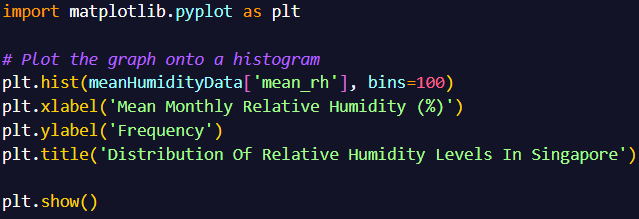 import matplotlib.pyplot as plt
# Plot the graph onto a histogram
plt.hist(meanHumidityData['mean_rh'], bins=100)
plt.xlabel('Mean Monthly Relative Humidity (%)')
plt.ylabel('Frequency')
plt.title('Distribution Of Relative Humidity Levels In Singapore')
plt.show()